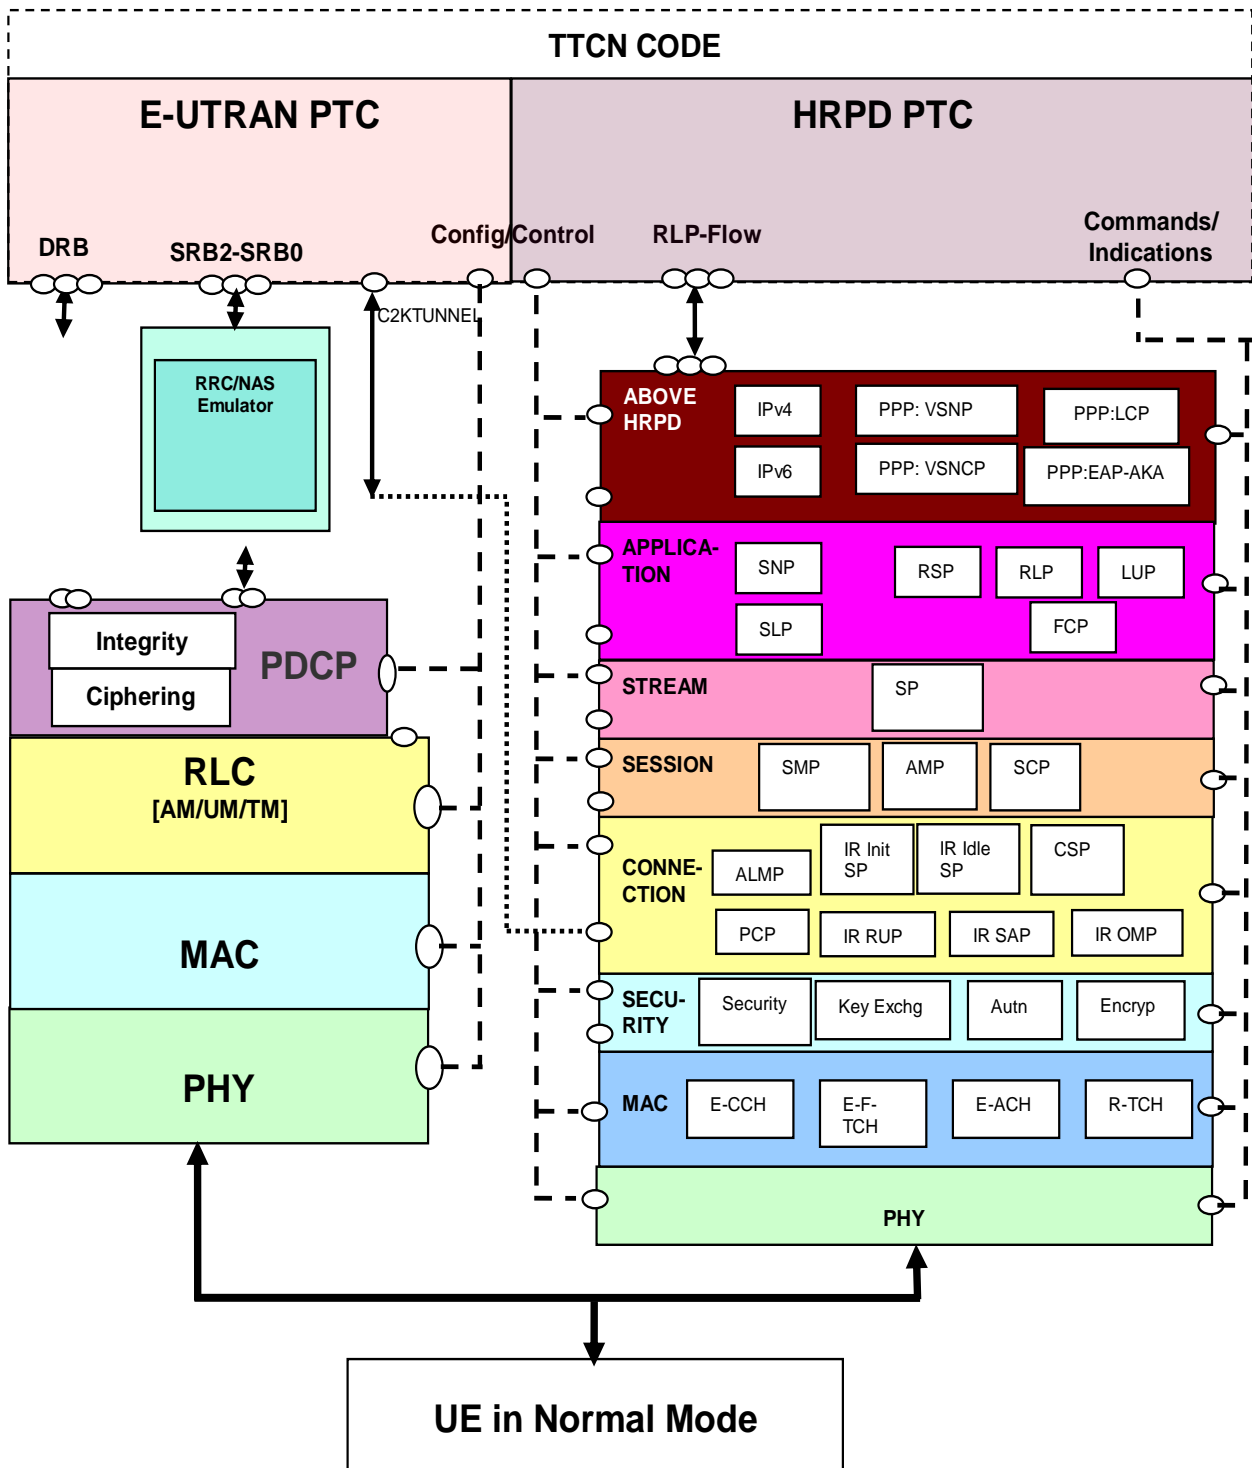 TTCN CODE
E-UTRAN PTC
HRPD PTC
DRB
SRB2-SRB0
Config/Control
RLP-Flow
Commands/
Indications
C2KTUNNEL
RRC/NAS
Emulator
ABOVE
HRPD
IPv4
PPP: VSNP
PPP:LCP
IPv6
PPP: VSNCP
PPP:EAP-AKA
APPLICA-
TION
SNP
RSP
RLP
LUP
SLP
FCP
Integrity
Ciphering
PDCP
STREAM
SP
RLC
[AM/UM/TM]
SESSION
SMP
AMP
SCP
CONNE-
CTION
ALMP
IR Init
SP
IR Idle
SP
CSP
PCP
IR RUP
IR SAP
IR OMP
MAC
SECU-
RITY
Security
Key Exchg
Autn
Encryp
PHY
MAC
E-CCH
E-F-
TCH
E-ACH
R-TCH
PHY
UE in Normal Mode